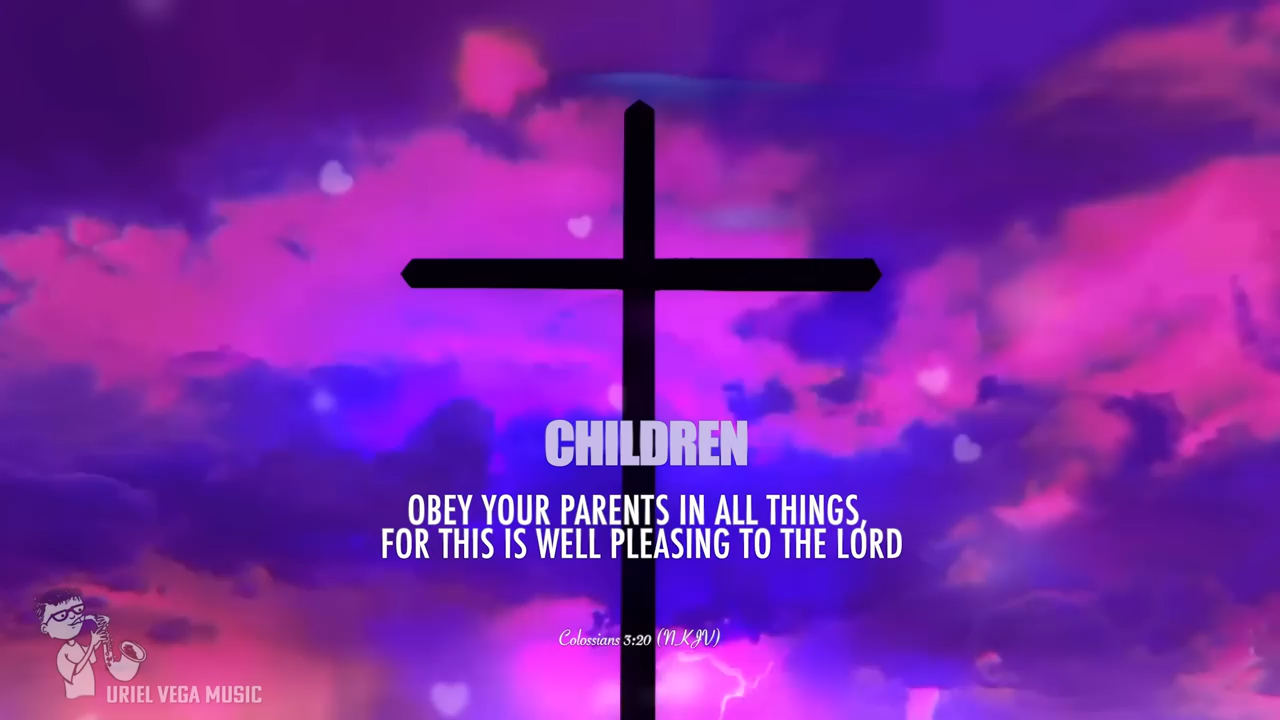 CHILDREN
OBEY YOUR PARENTS IN ALL THINGS,
FOR THIS IS WELL PLEASING TO THE LORD
Colossians 3:20 (NKJV)
URIEL VEGA MUSIC